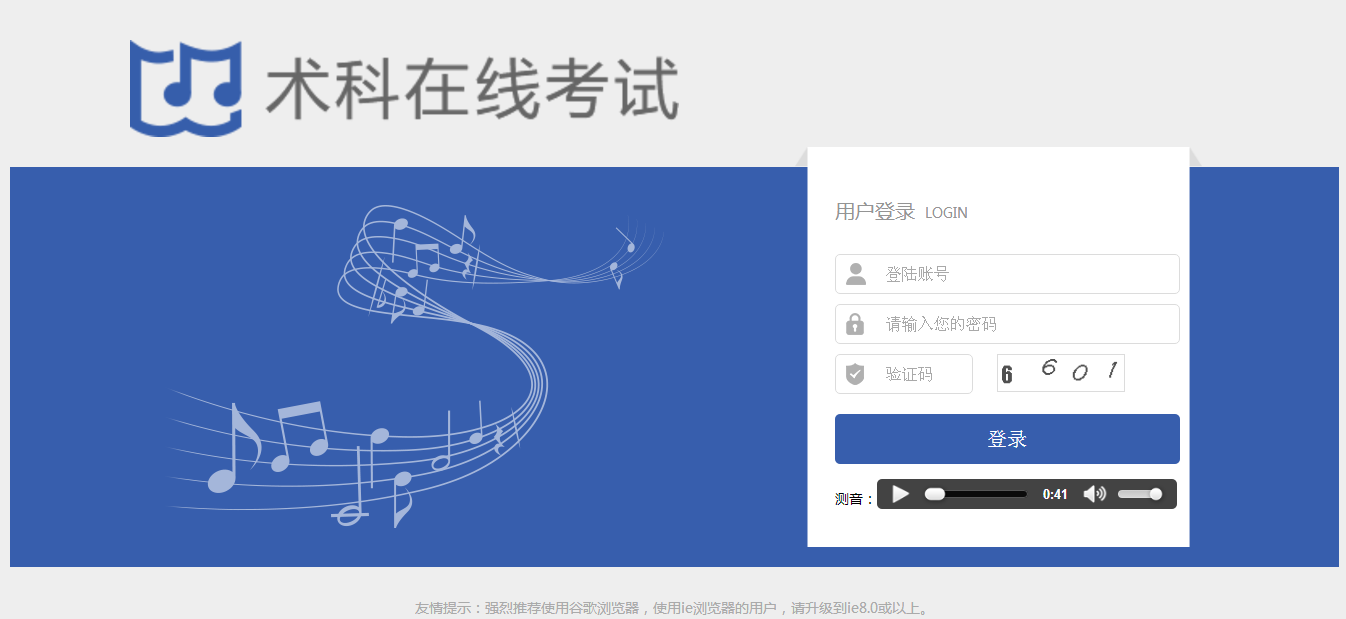 术科在线考试
用户登录 LOGIN
登陆账号
请输入您的密码
验证码 6 6 0 1
登录
测音： 0:41
友情提示：强烈推荐使用谷歌浏览器，使用ie浏览器的用户，请升级到ie8.0或以上。